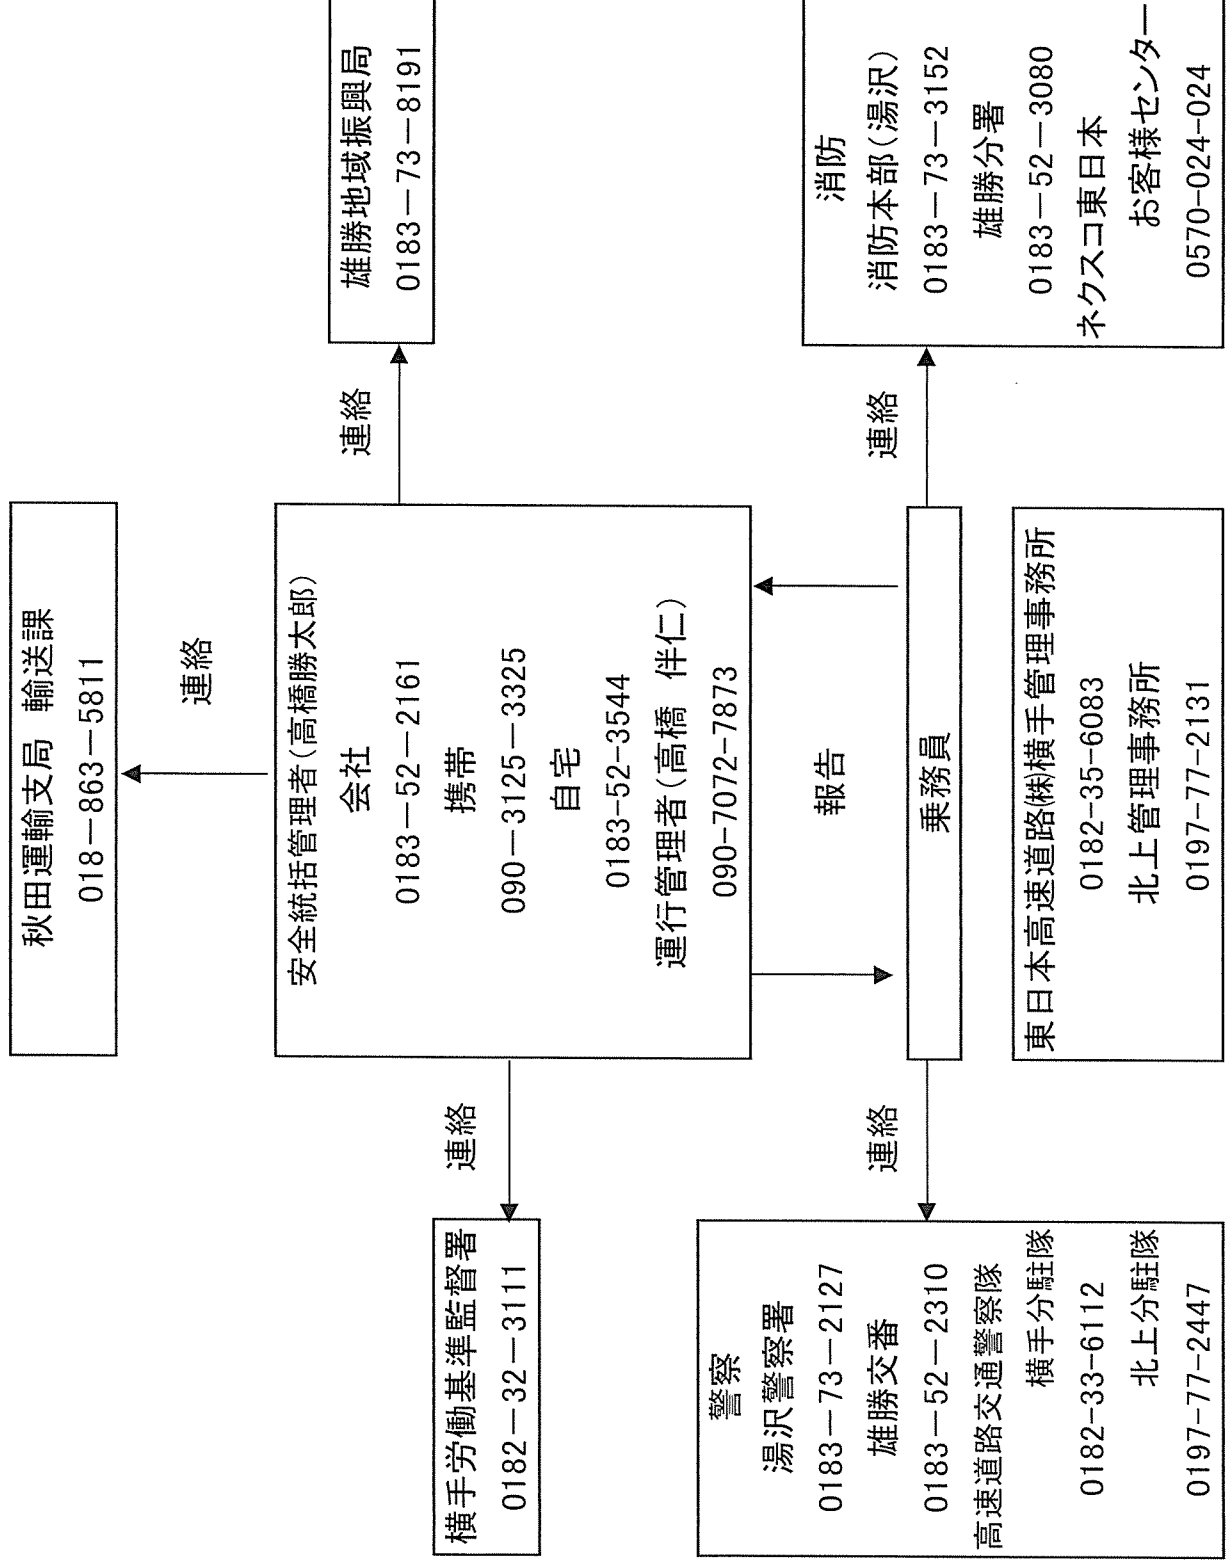 秋田運輸支局 輸送課
018－863－5811
連絡
横手労働基準監督署
0182－32－3111
連絡
安全統括管理者(高橋勝太郎)
会社
0183－52－2161
携帯
090－3125－3325
自宅
0183-52-3544
運行管理者(高橋 伴仁)
090-7072-7873
連絡
雄勝地域振興局
0183－73－8191
報告
警察
湯沢警察署
0183－73－2127
雄勝交番
0183－52－2310
高速道路交通警察隊
横手分駐隊
0182-33-6112
北上分駐隊
0197-77-2447
連絡
乗務員
連絡
消防
消防本部(湯沢)
0183－73－3152
雄勝分署
0183－52－3080
ネクスコ東日本
お客様センター
0570-024-024
東日本高速道路㈱横手管理事務所
0182-35-6083
北上管理事務所
0197-77-2131